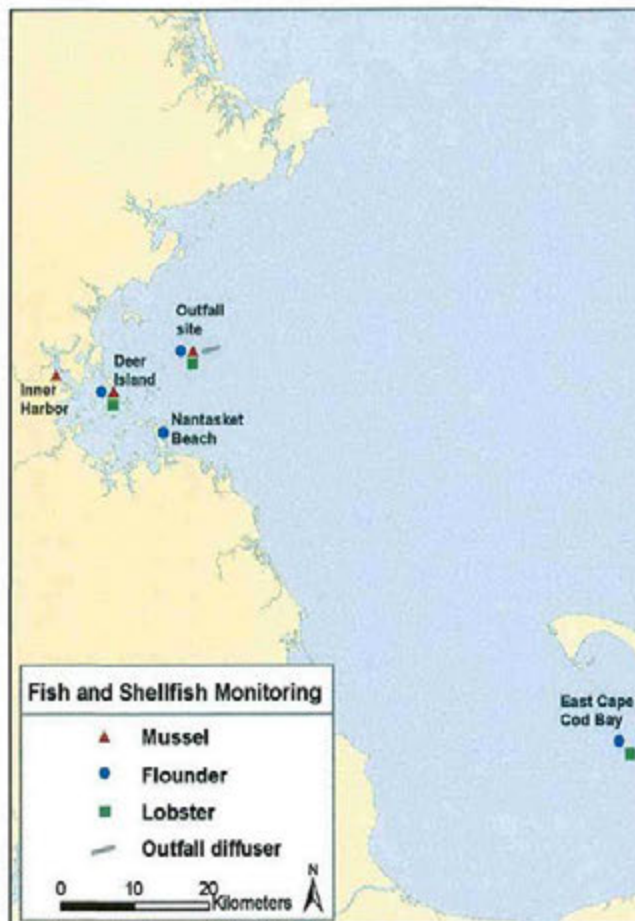 Outfall
site
Deer
Island
Inner
Harbor
Nantasket
Beach
East Cape
Cod Bay
Fish and Shellfish Monitoring
Mussel
Flounder
Lobster
Outfall diffuser
N
0 10 20
Kilometers